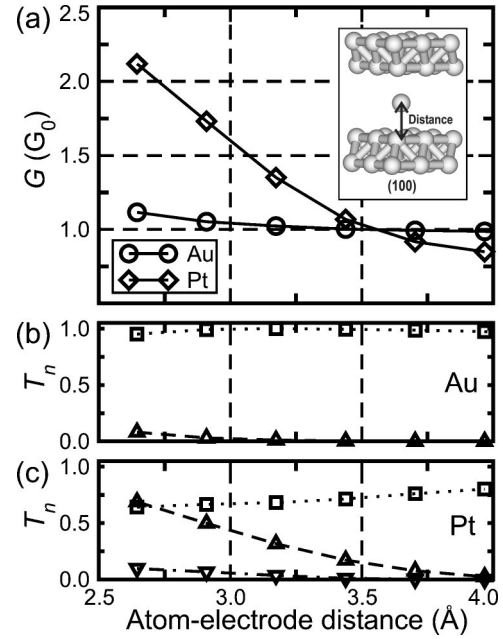 (a)
G (G0)
2.0
1.5
1.0
0.5
Distance
(100)
Au
Pt
(b)
Tn
1.0
0.5
0.0
Au
(c)
Tn
1.0
0.5
0.0
Pt
2.5 3.0 3.5 4.0
Atom-electrode distance (Å)